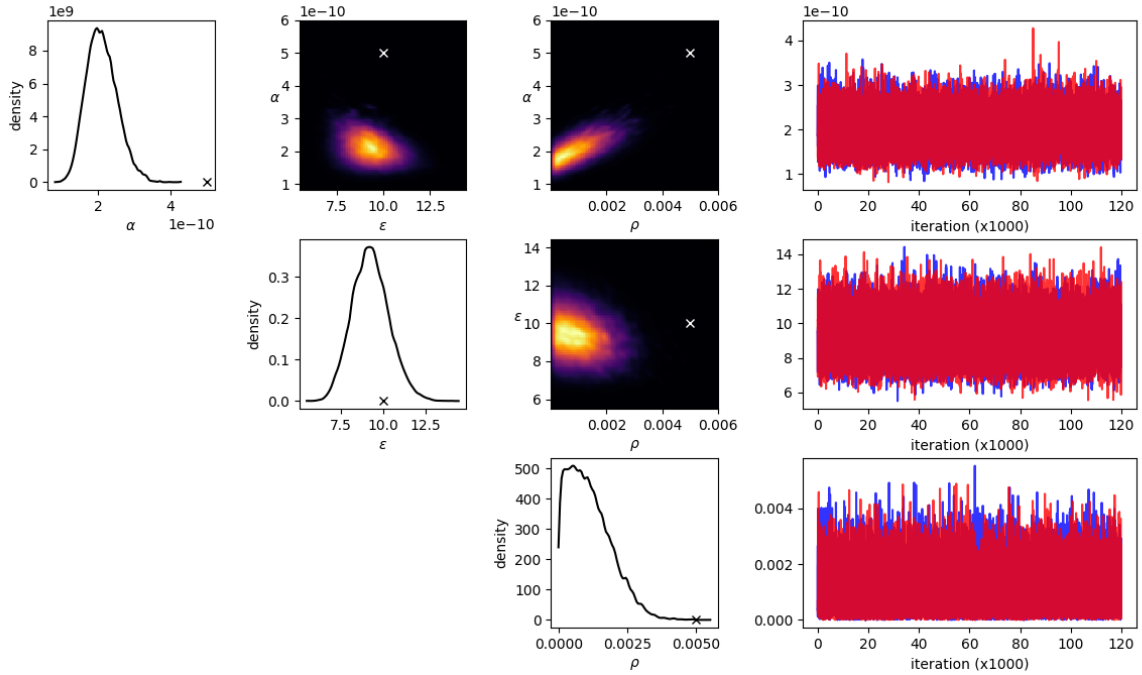 1e9
8
6
4
2
0
density
2
4
α
1e−10
1e−10
6
5
4
3
2
1
α
7.5 10.0 12.5
ε
1e−10
6
5
4
3
2
1
α
0.002 0.004 0.006
ρ
1e−10
4
3
2
1
0 20 40 60 80 100 120
iteration (x1000)
0.3
0.2
0.1
0.0
density
7.5 10.0 12.5
ε
14
12
10
8
6
ε
0.002 0.004 0.006
ρ
14
12
10
8
6
0 20 40 60 80 100 120
iteration (x1000)
500
400
300
200
100
0
density
0.0000 0.0025 0.0050
ρ
0.004
0.002
0.000
0 20 40 60 80 100 120
iteration (x1000)